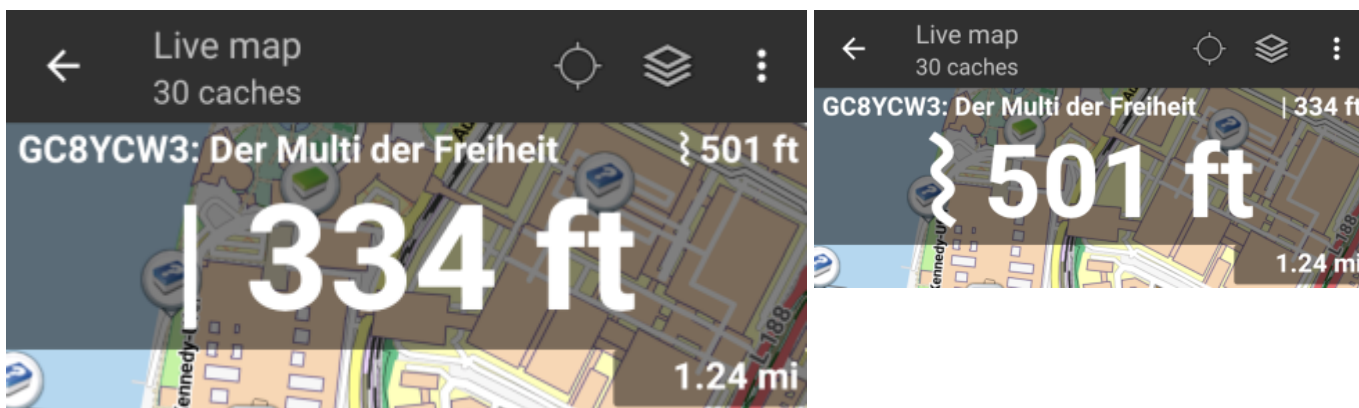 Live map
30 caches
GC8YCW3: Der Multi der Freiheit
501 ft
| 334 ft
1.24 mi
L 188
Live map
30 caches
GC8YCW3: Der Multi der Freiheit
| 334 ft
501 ft
1.24 mi